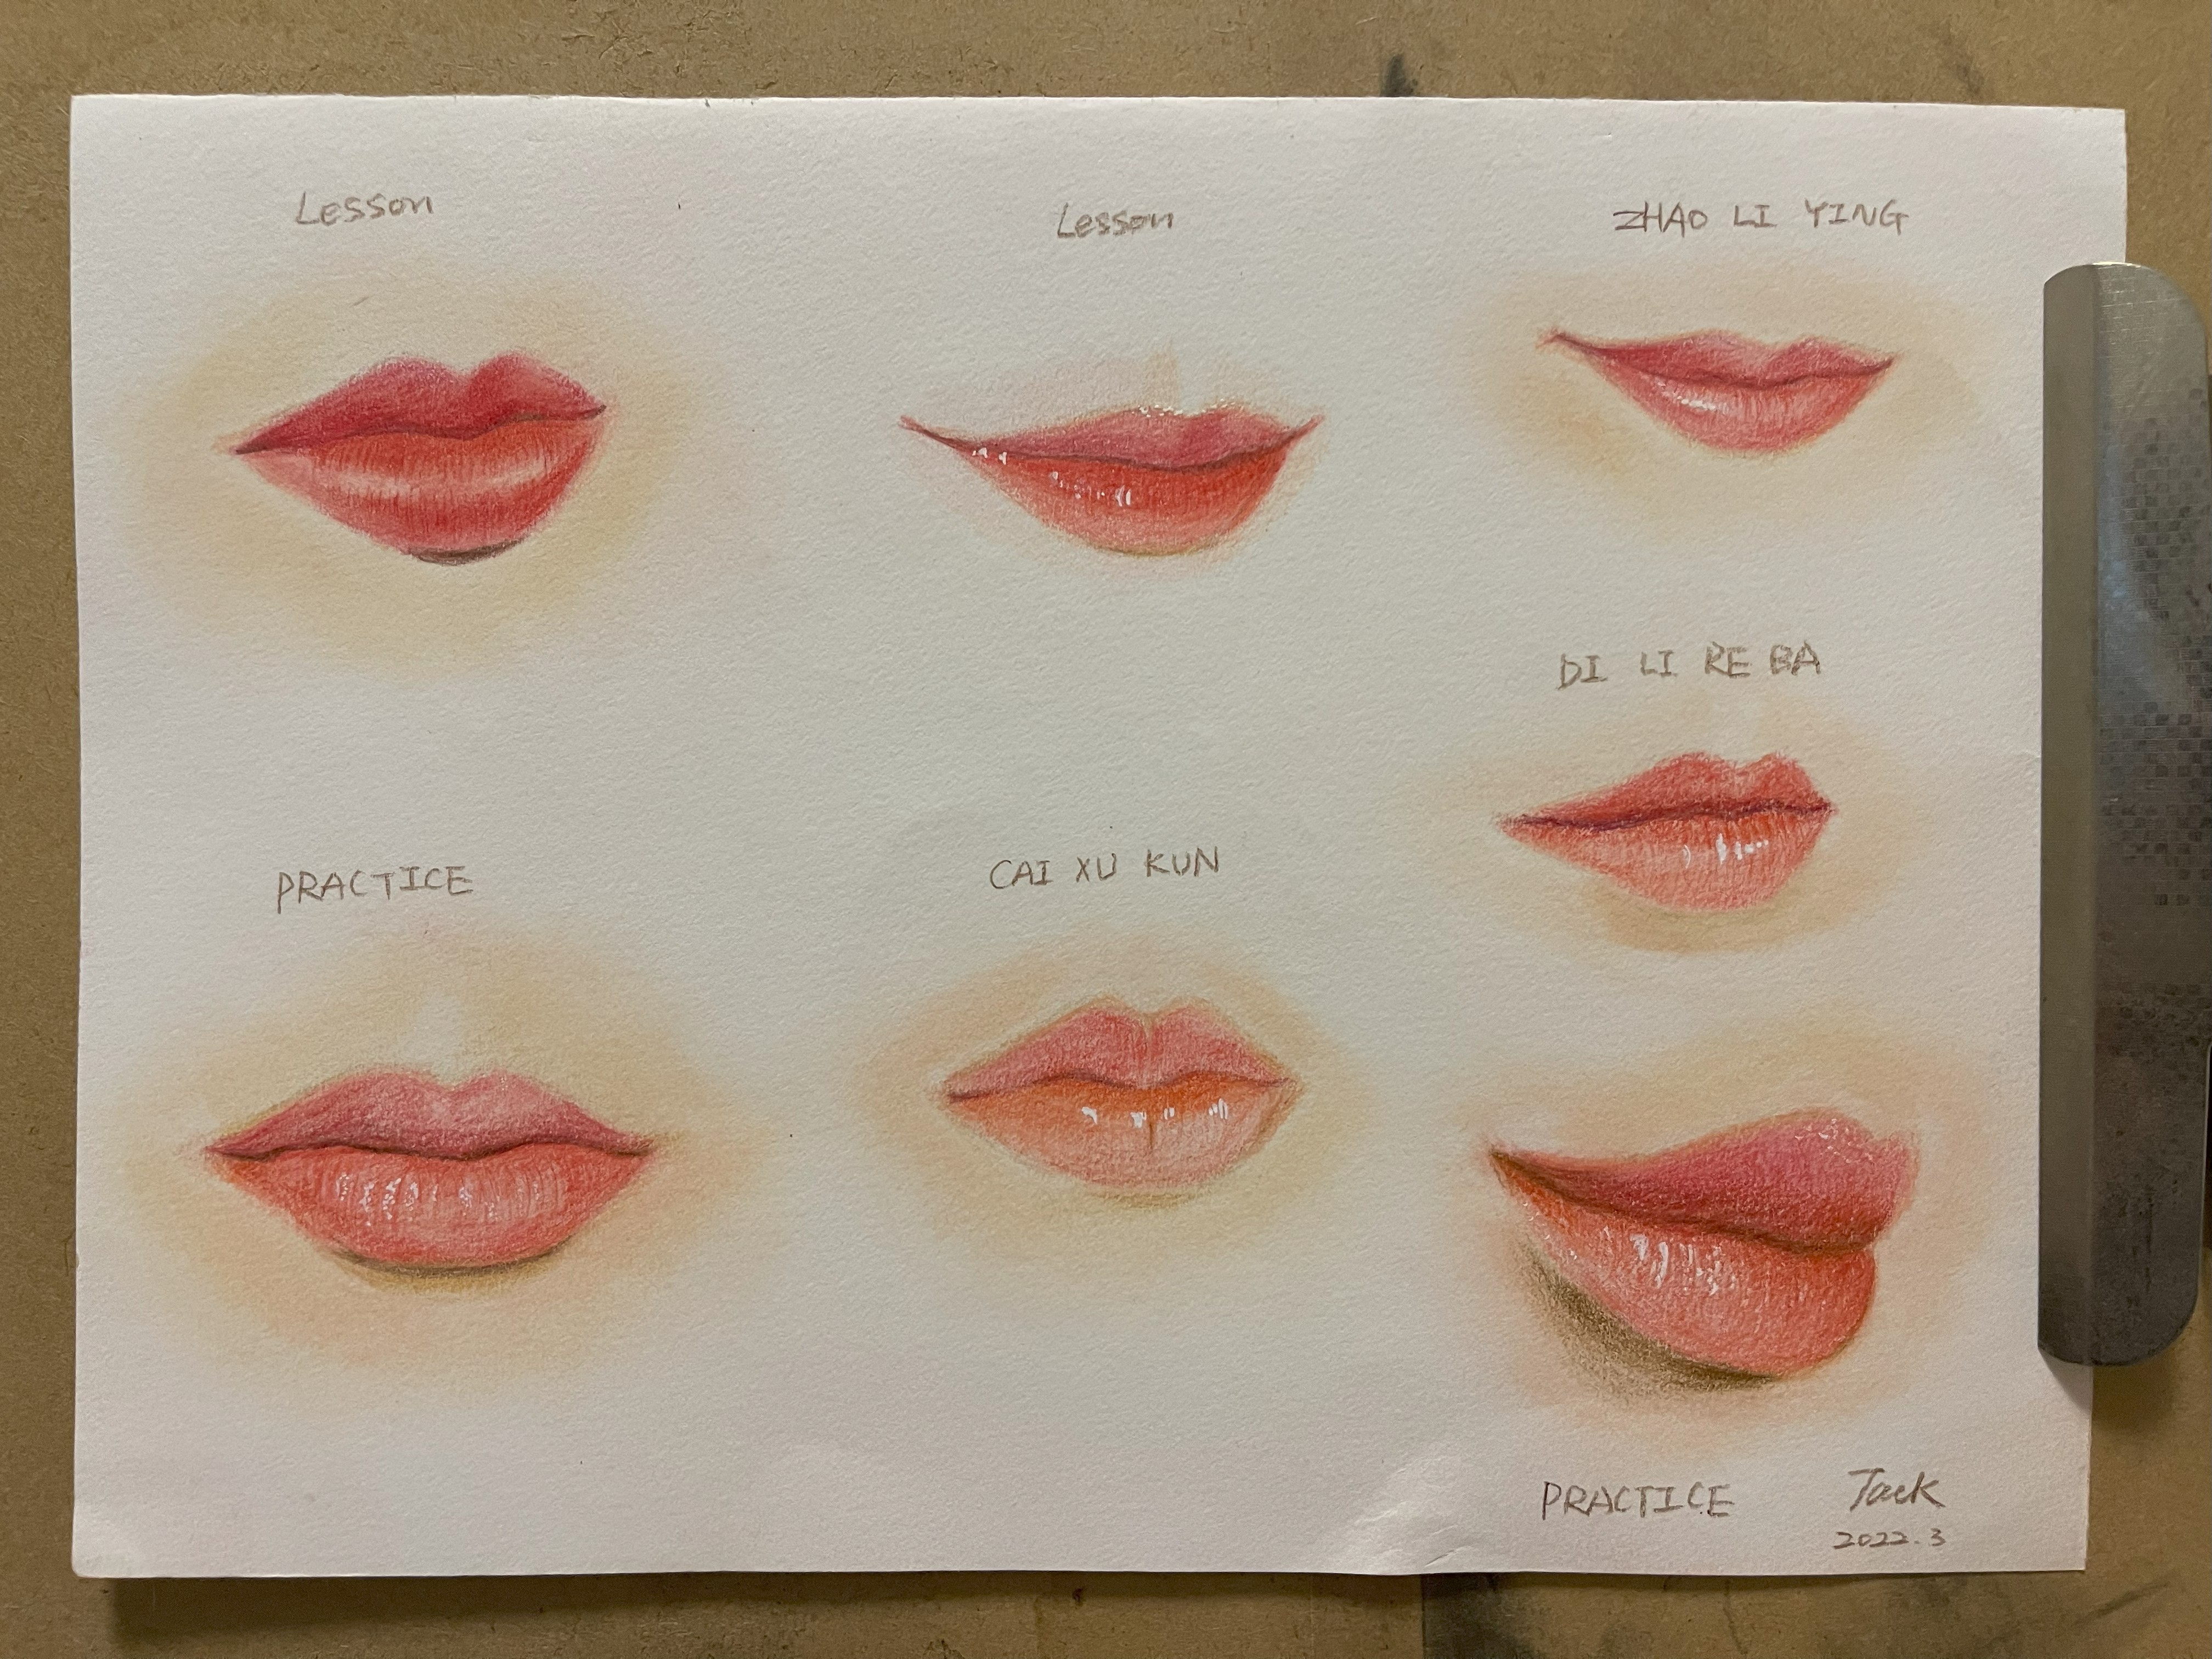 Lesson
Lesson
ZHAO LI YING
DI LI RE BA
PRACTICE
CAI XU KUN
PRACTICE
Jack
2022.3